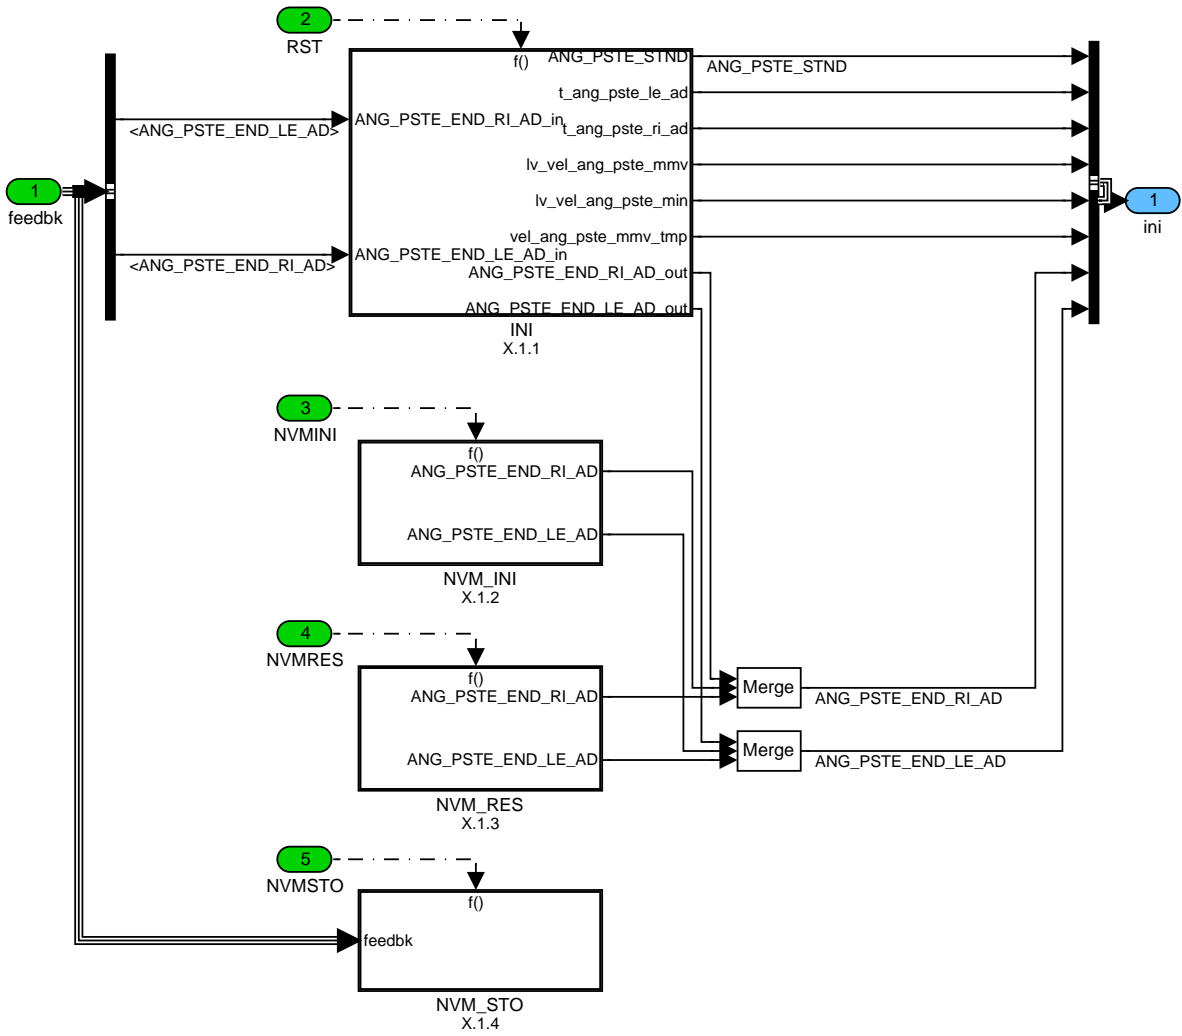 2
RST
f()
ANG_PSTE_STND
ANG_PSTE_STND
t_ang_pste_le_ad
<ANG_PSTE_END_LE_AD>
ANG_PSTE_END_RI_AD_in
t_ang_pste_ri_ad
lv_vel_ang_pste_mmv
1
feedbk
lv_vel_ang_pste_min
1
ini
vel_ang_pste_mmv_tmp
<ANG_PSTE_END_RI_AD>
ANG_PSTE_END_LE_AD_in
ANG_PSTE_END_RI_AD_out
ANG_PSTE_END_LE_AD_out
INI
X.1.1
3
NVMINI
f()
ANG_PSTE_END_RI_AD
ANG_PSTE_END_LE_AD
NVM_INI
X.1.2
4
NVMRES
f()
ANG_PSTE_END_RI_AD
Merge
ANG_PSTE_END_RI_AD
ANG_PSTE_END_LE_AD
Merge
ANG_PSTE_END_LE_AD
NVM_RES
X.1.3
5
NVMSTO
f()
feedbk
NVM_STO
X.1.4